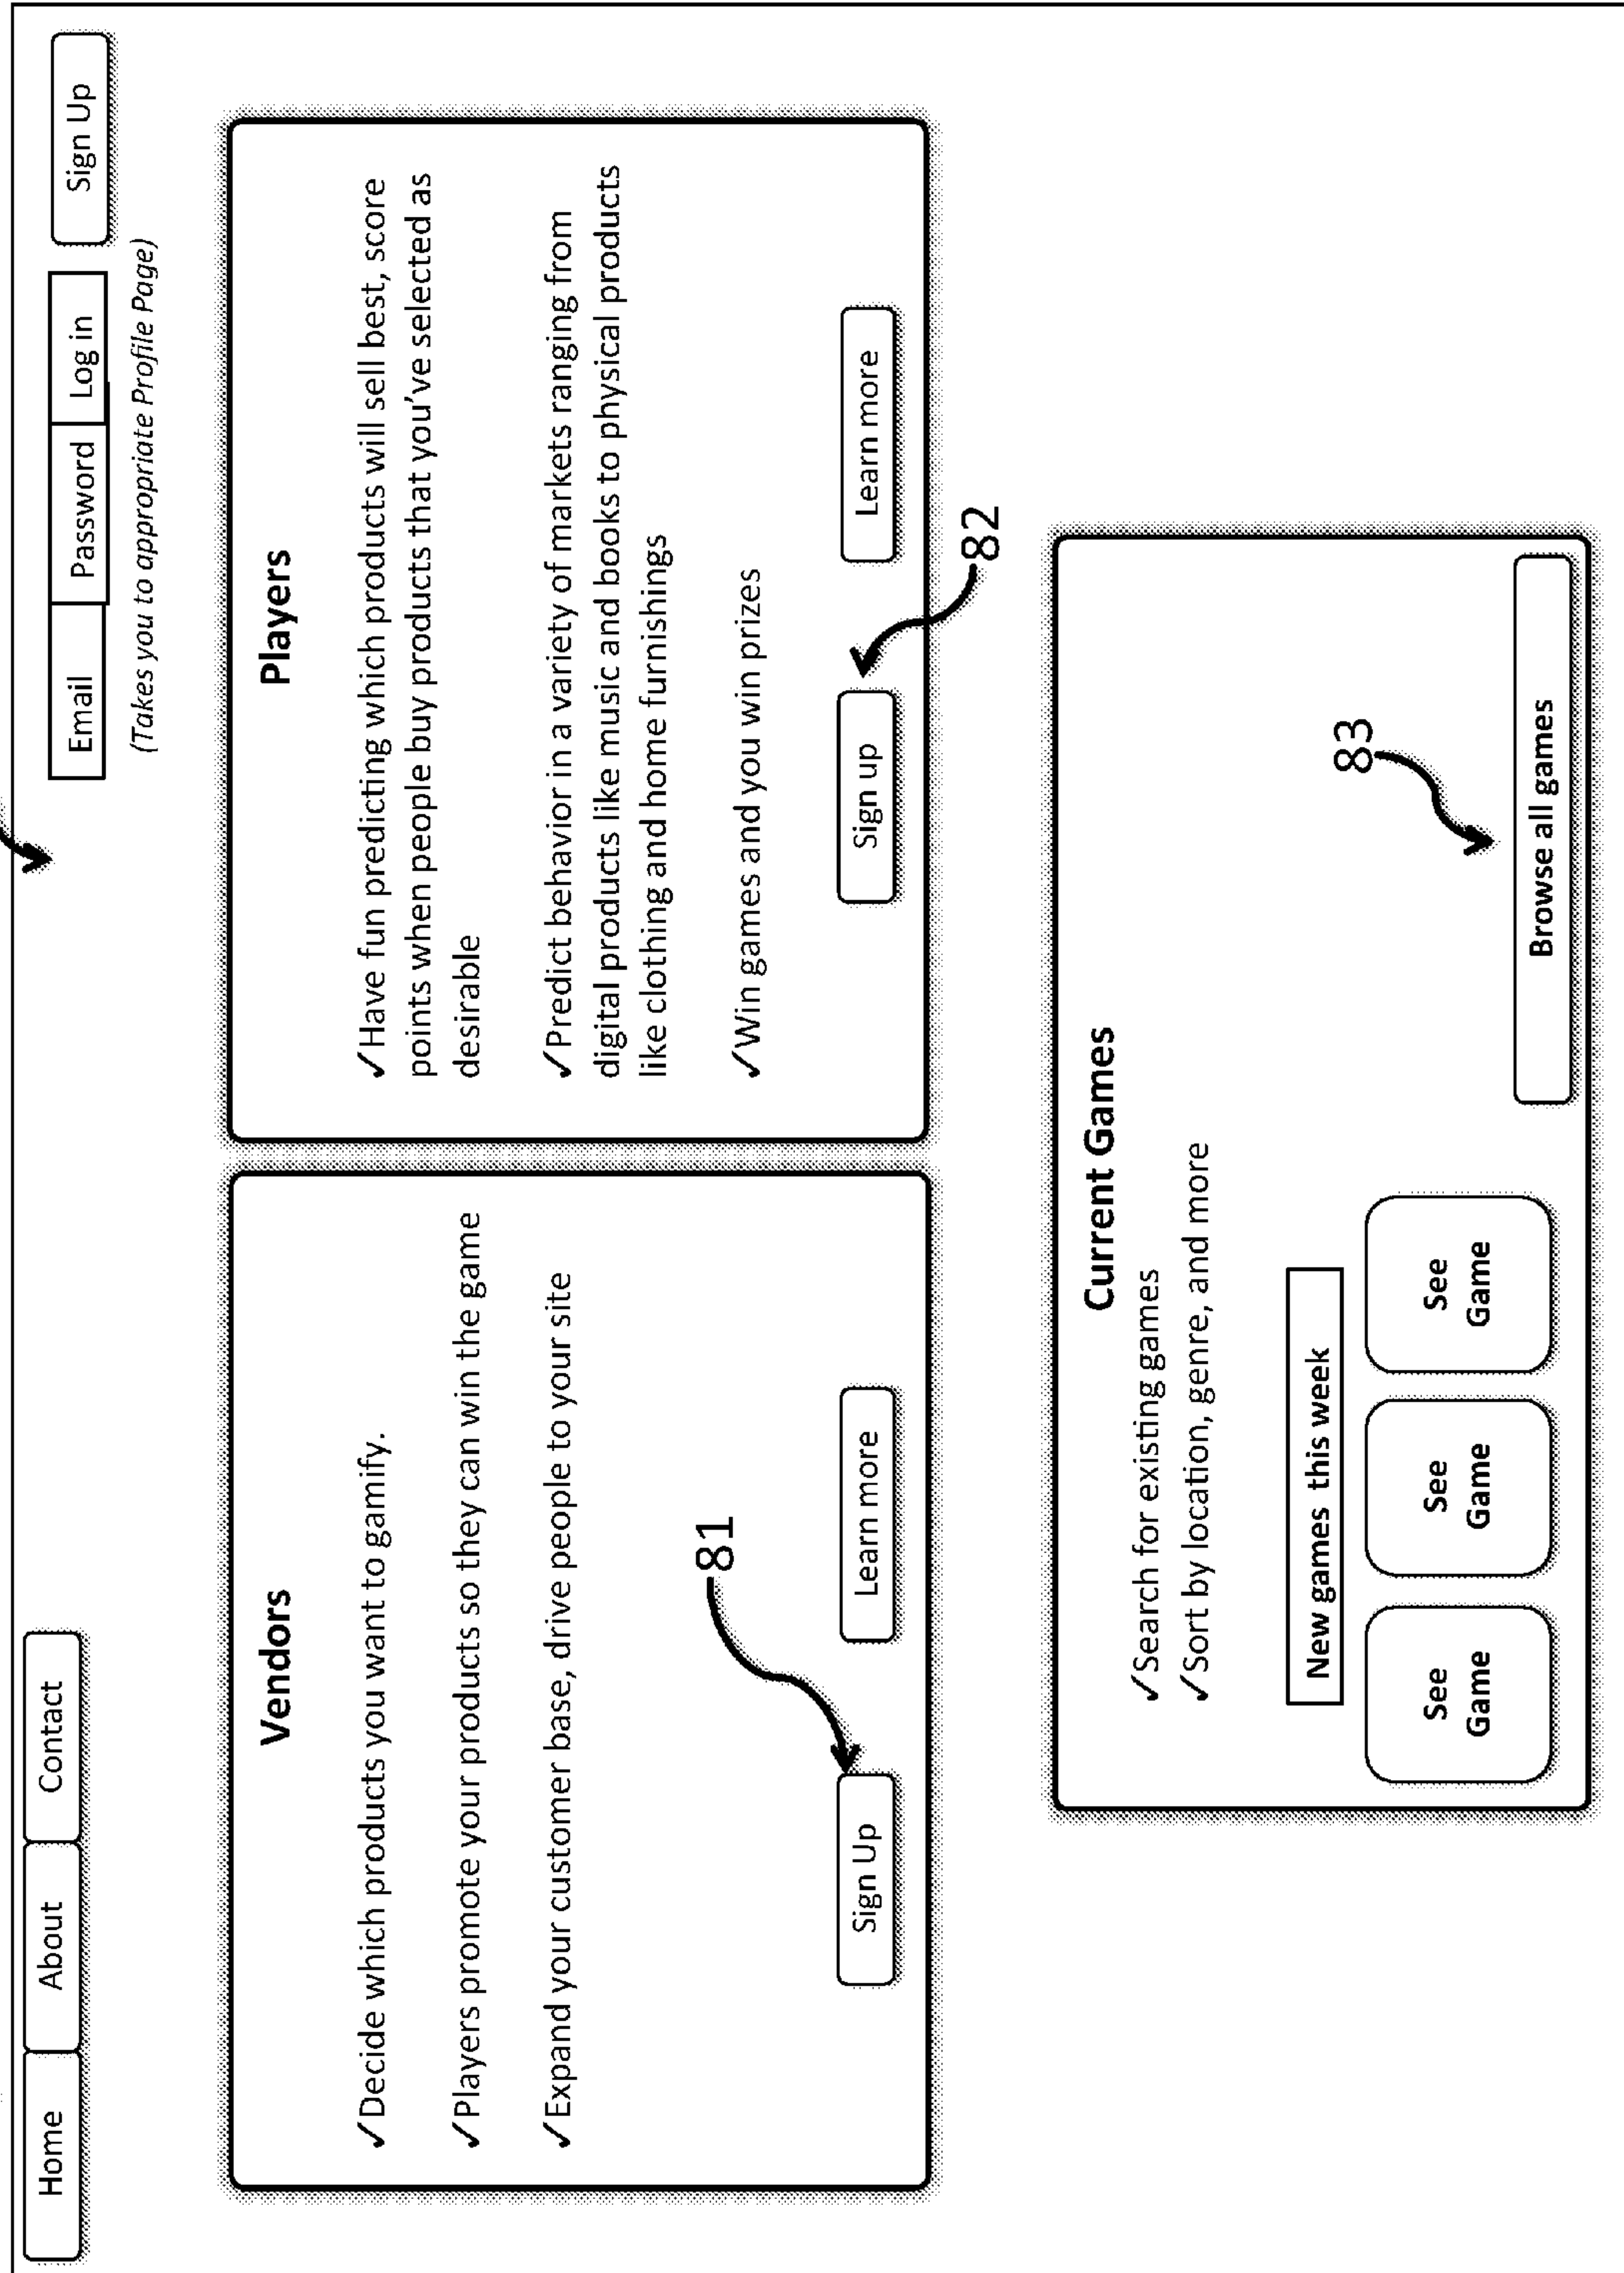 Home
About
Contact
Email
Password
Log in
Sign Up
(Takes you to appropriate Profile Page)
Vendors
✓Decide which products you want to gamify.
✓Players promote your products so they can win the game
✓Expand your customer base, drive people to your site
81
Sign Up
Learn more
Players
✓Have fun predicting which products will sell best, score
points when people buy products that you've selected as
desirable
✓Predict behavior in a variety of markets ranging from
digital products like music and books to physical products
like clothing and home furnishings
✓Win games and you win prizes
Sign up
Learn more
82
Current Games
✓Search for existing games
✓Sort by location, genre, and more
New games this week
83
See
Game
See
Game
See
Game
Browse all games